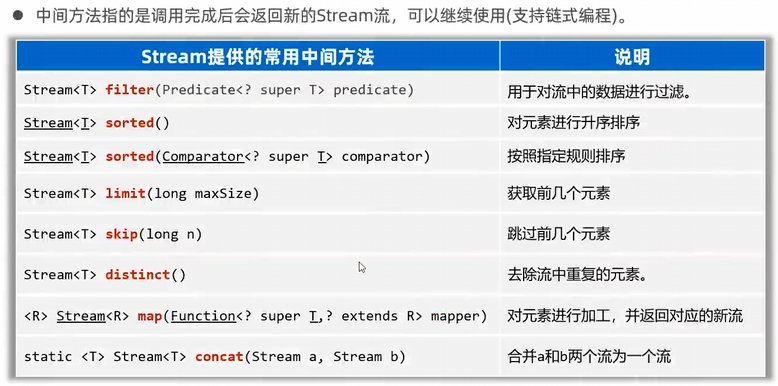 ● 中间方法指的是调用完成后会返回新的Stream流，可以继续使用(支持链式编程)。
Stream提供的常用中间方法 说明
Stream<T> filter(Predicate<? super T> predicate) 用于对流中的数据进行过滤。
Stream<T> sorted() 对元素进行升序排序
Stream<T> sorted(Comparator<? super T> comparator) 按照指定规则排序
Stream<T> limit(long maxSize) 获取前几个元素
Stream<T> skip(long n) 跳过前几个元素
Stream<T> distinct() 去除流中重复的元素。
<R> Stream<R> map(Function<? super T,? extends R> mapper) 对元素进行加工，并返回对应的新流
static <T> Stream<T> concat(Stream a, Stream b) 合并a和b两个流为一个流